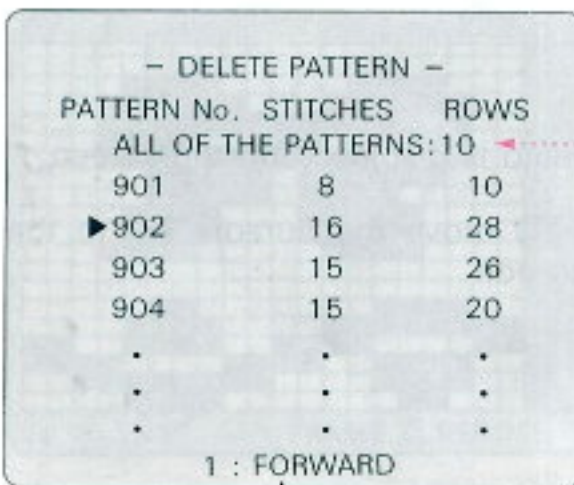 – DELETE PATTERN –
PATTERN No. STITCHES ROWS
ALL OF THE PATTERNS:10
901 8 10
▶902 16 28
903 15 26
904 15 20
. . .
. . .
. . .
1 : FORWARD